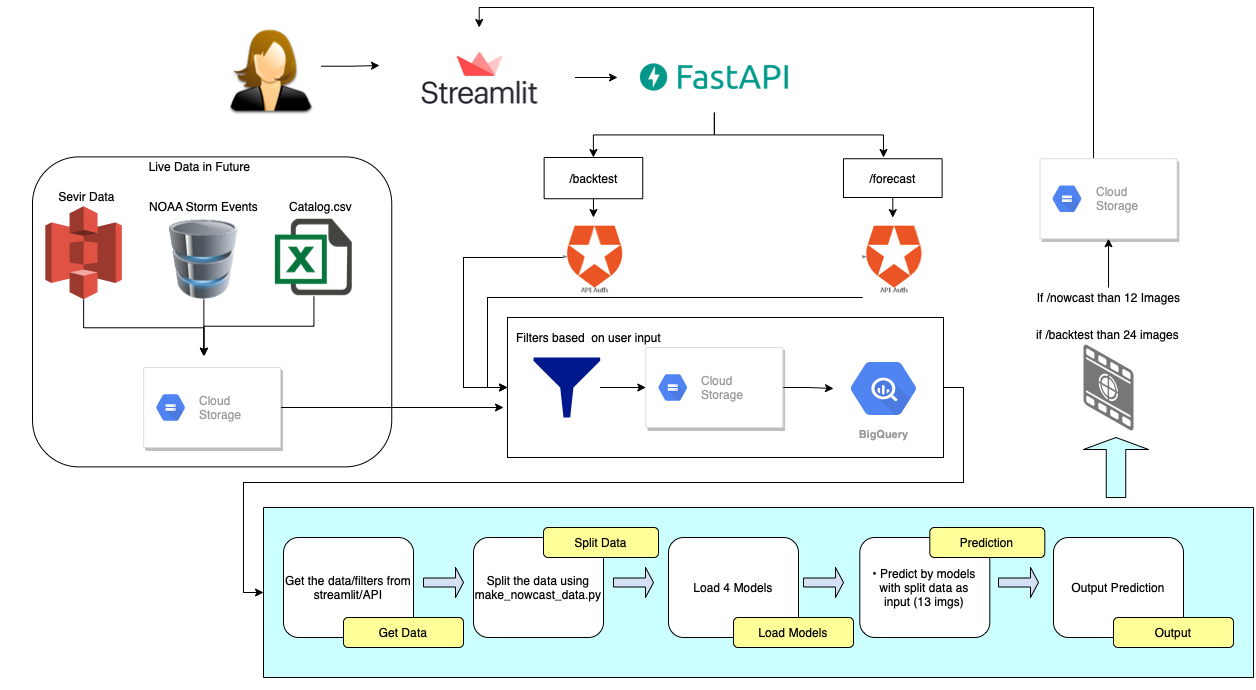 Streamlit
FastAPI
Live Data in Future
Sevir Data
NOAA Storm Events
Catalog.csv
X
Cloud
Storage
/backtest
/forecast
API Auth
API Auth
Cloud
Storage
If /nowcast than 12 Images
if /backtest than 24 images
Filters based on user input
Cloud
Storage
BigQuery
Get the data/filters from
streamlit/API
Get Data
Split Data
Split the data using
make_nowcast_data.py
Load 4 Models
Load Models
Prediction
• Predict by models
with split data as
input (13 imgs)
Output Prediction
Output